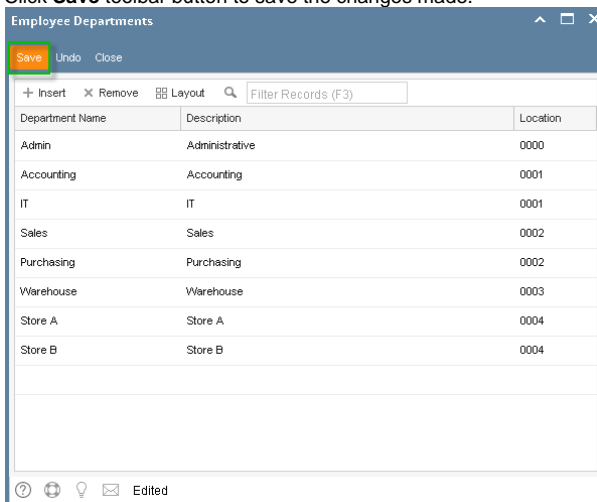 Click Save toolbar button to save the changes made.
Employee Departments
Save Undo Close
Insert Remove Layout Filter Records (F3)
Department Name Description Location
Admin Administrative 0000
Accounting Accounting 0001
IT IT 0001
Sales Sales 0002
Purchasing Purchasing 0002
Warehouse Warehouse 0003
Store A Store A 0004
Store B Store B 0004
Edited